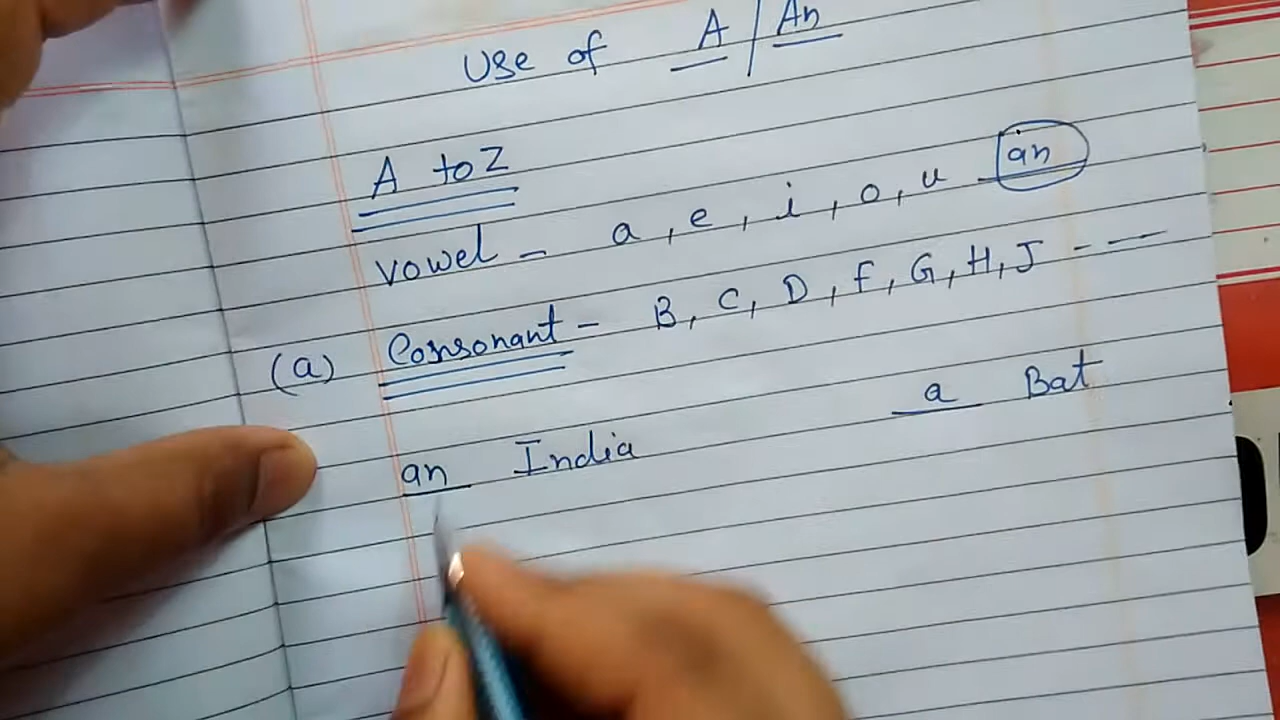 Use of A / An
A to Z
vowel - a, e, i, o, u an
(a) Consonant - B, C, D, F, G, H, J ---
a Bat
an India